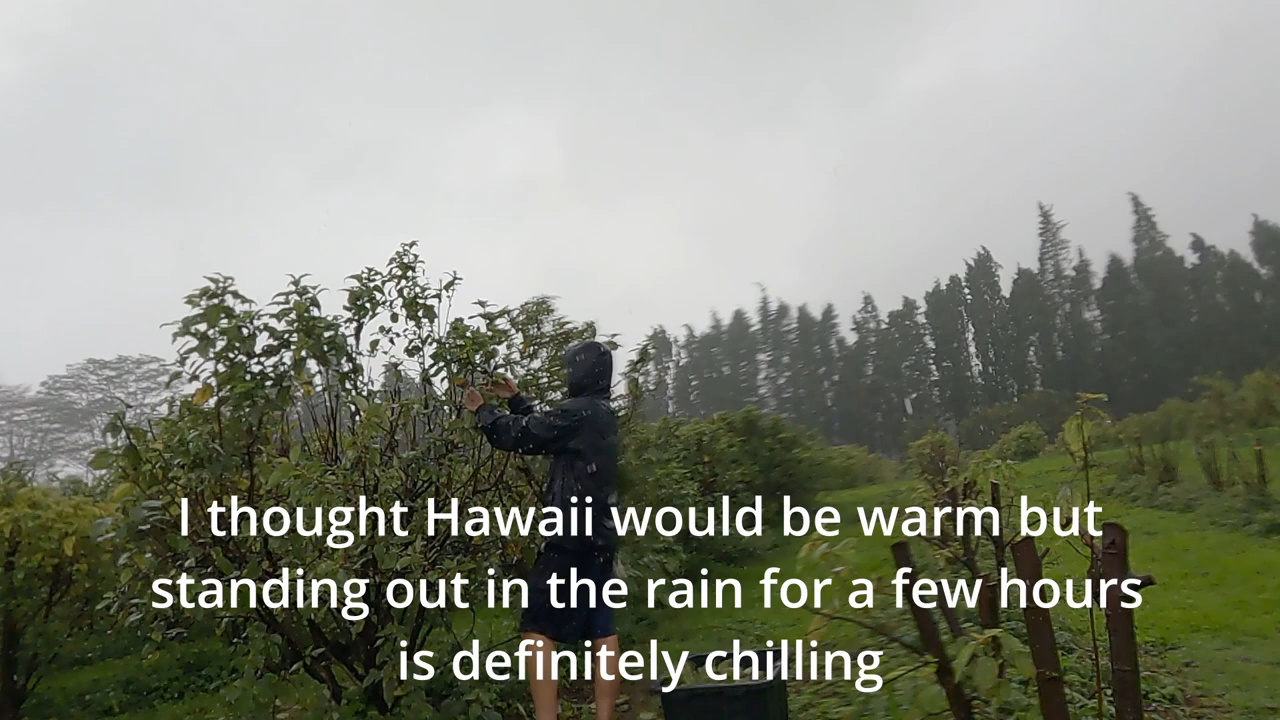 I thought Hawaii would be warm but
standing out in the rain for a few hours
is definitely chilling